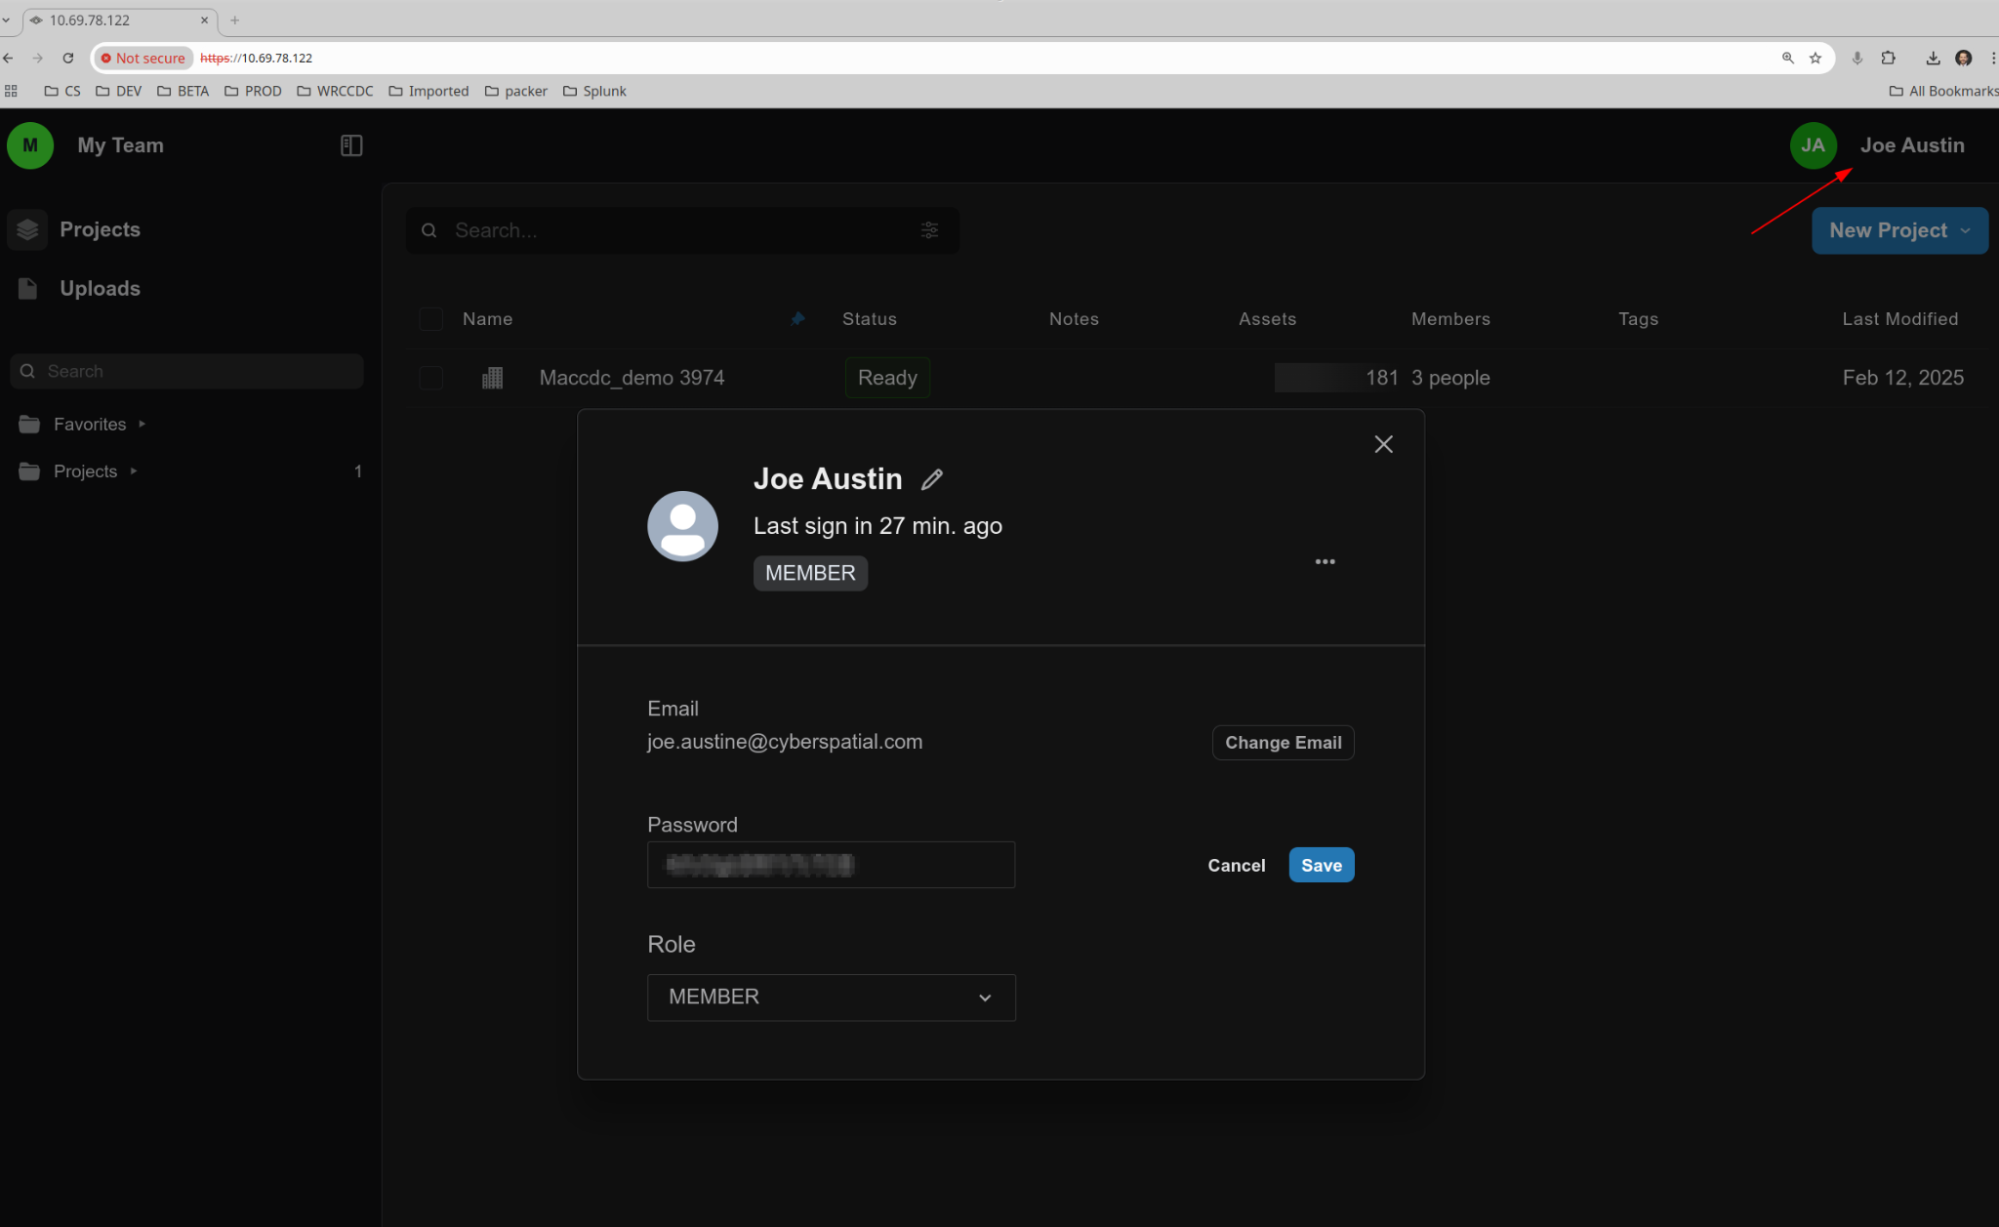 10.69.78.122
Not secure https://10.69.78.122
CS DEV BETA PROD WRCCDC Imported packer Splunk All Bookmarks
M My Team JA Joe Austin
Projects
Search...
New Project
Uploads
Name Status Notes Assets Members Tags Last Modified
Search
Maccdc_demo 3974 Ready 181 3 people Feb 12, 2025
Favorites
Projects 1
Joe Austin
Last sign in 27 min. ago
MEMBER
Email
joe.austine@cyberspatial.com
Change Email
Password
Cancel Save
Role
MEMBER